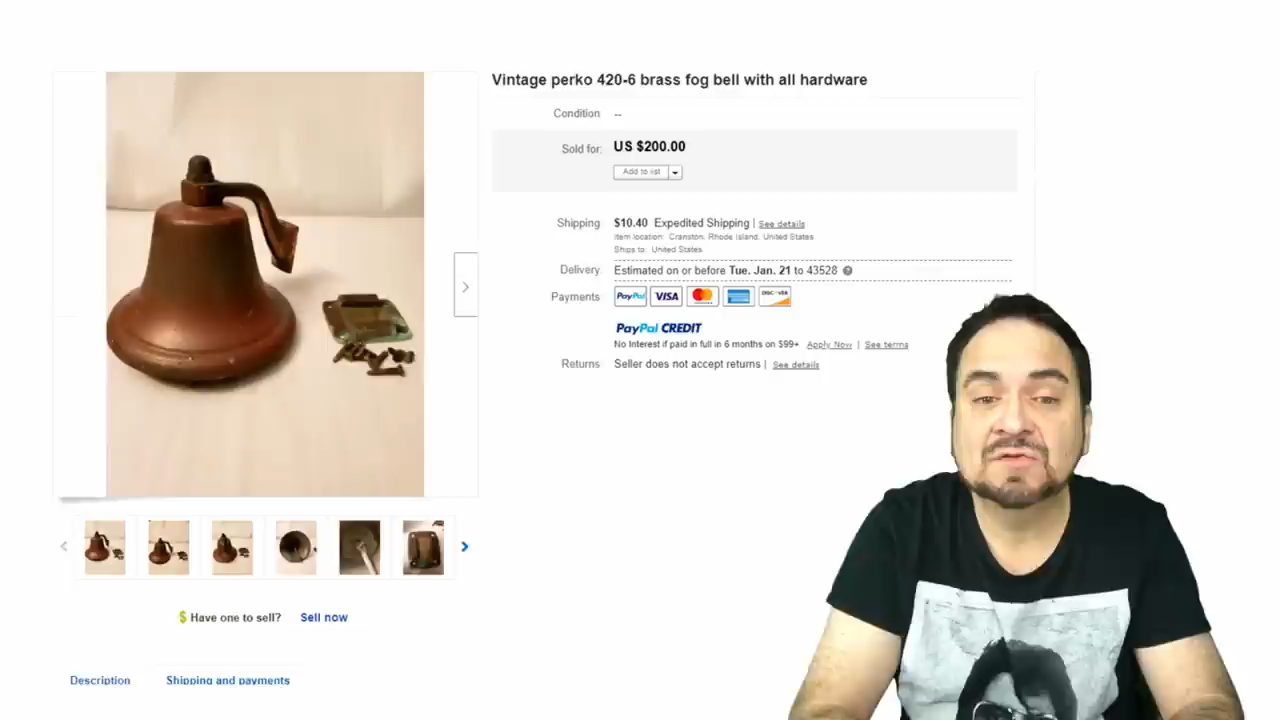 Vintage perko 420-6 brass fog bell with all hardware
Condition --
Sold for: US $200.00
Add to list
Shipping: $10.40 Expedited Shipping | See details
Item location: Cranston, Rhode Island, United States
Ships to: United States
Delivery: Estimated on or before Tue. Jan. 21 to 43528
Payments: PayPal VISA DISCOVER
PayPal CREDIT
No Interest if paid in full in 6 months on $99+ Apply Now | See terms
Returns: Seller does not accept returns | See details
$ Have one to sell? Sell now
Description Shipping and payments